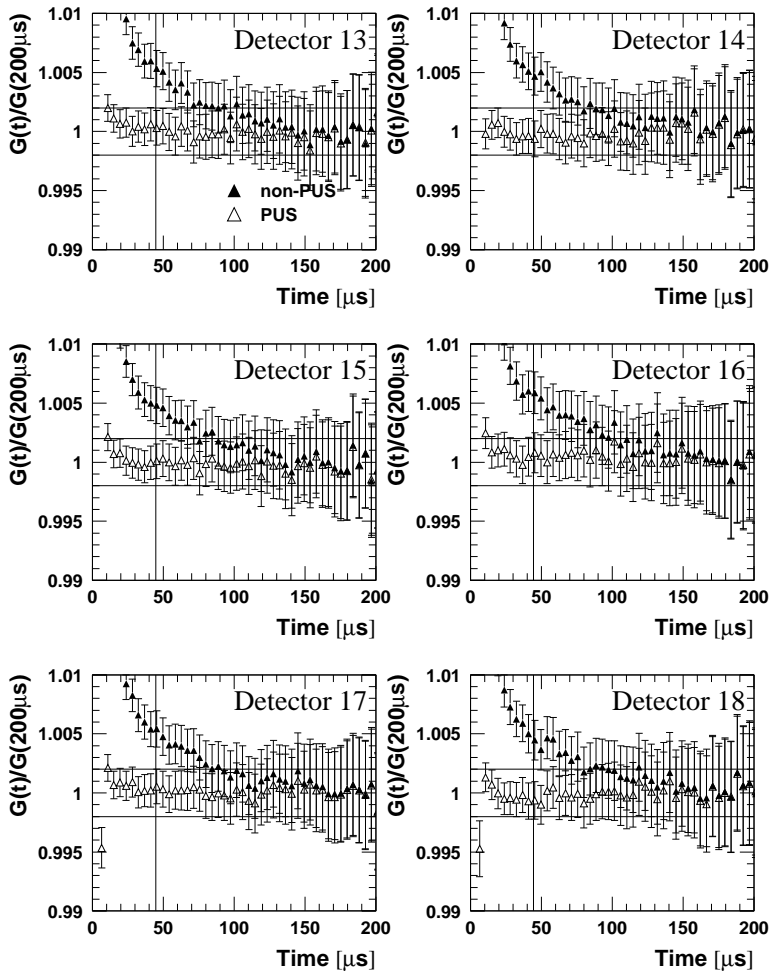 G(t)/G(200μs)
1.01
1.005
1
0.995
0.99
Detector 13
non-PUS
PUS
0 50 100 150 200
Time [μs]
G(t)/G(200μs)
1.01
1.005
1
0.995
0.99
Detector 14
0 50 100 150 200
Time [μs]
G(t)/G(200μs)
1.01
1.005
1
0.995
0.99
Detector 15
0 50 100 150 200
Time [μs]
G(t)/G(200μs)
1.01
1.005
1
0.995
0.99
Detector 16
0 50 100 150 200
Time [μs]
G(t)/G(200μs)
1.01
1.005
1
0.995
0.99
Detector 17
0 50 100 150 200
Time [μs]
G(t)/G(200μs)
1.01
1.005
1
0.995
0.99
Detector 18
0 50 100 150 200
Time [μs]